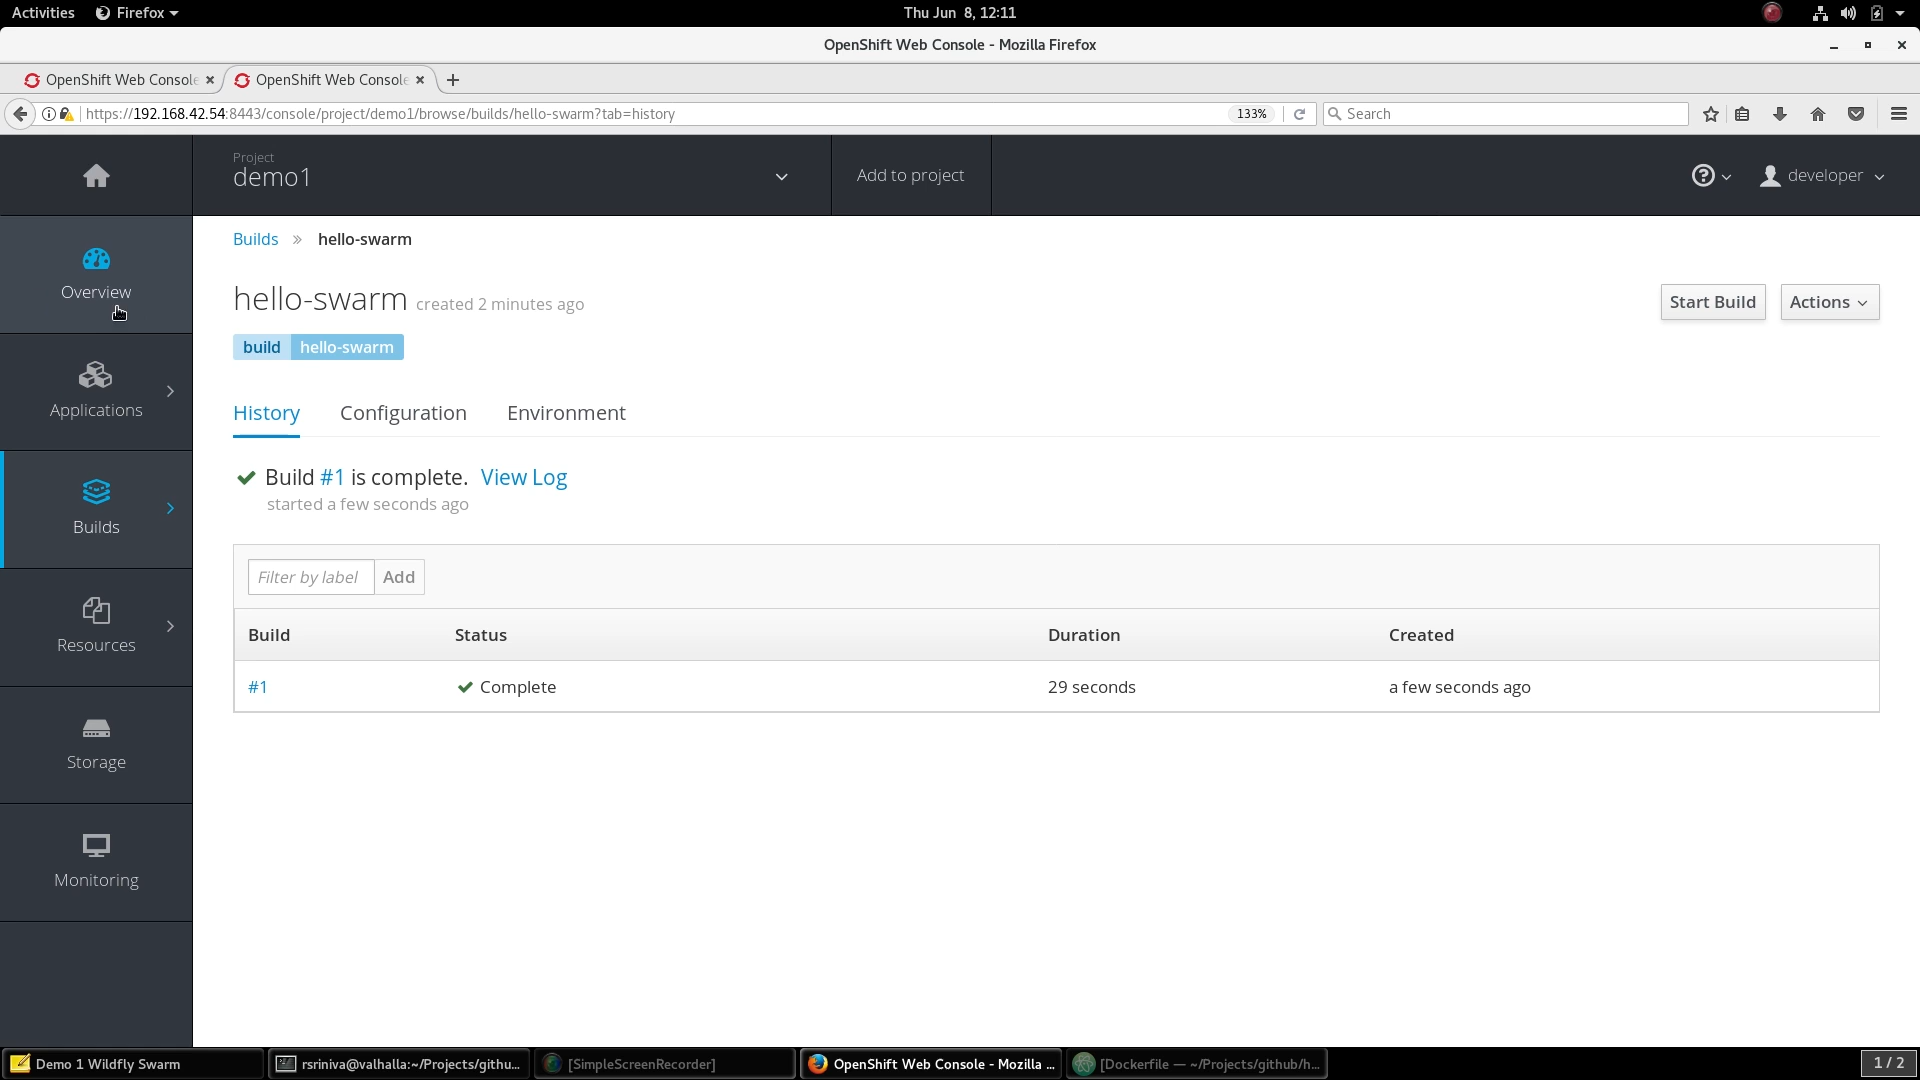 Activities Firefox Thu Jun 8, 12:11
OpenShift Web Console - Mozilla Firefox
OpenShift Web Console OpenShift Web Console
https://192.168.42.54:8443/console/project/demo1/browse/builds/hello-swarm?tab=history 133% Search
Project
demo1
Add to project
developer
Overview
Applications
Builds
Resources
Storage
Monitoring
Builds » hello-swarm
hello-swarm created 2 minutes ago
Start Build Actions
build hello-swarm
History Configuration Environment
Build #1 is complete. View Log
started a few seconds ago
Filter by label Add
Build Status Duration Created
#1 Complete 29 seconds a few seconds ago
Demo 1 Wildfly Swarm rsriniva@valhalla:~/Projects/githu... [SimpleScreenRecorder] OpenShift Web Console - Mozilla ... [Dockerfile — ~/Projects/github/h... 1 / 2